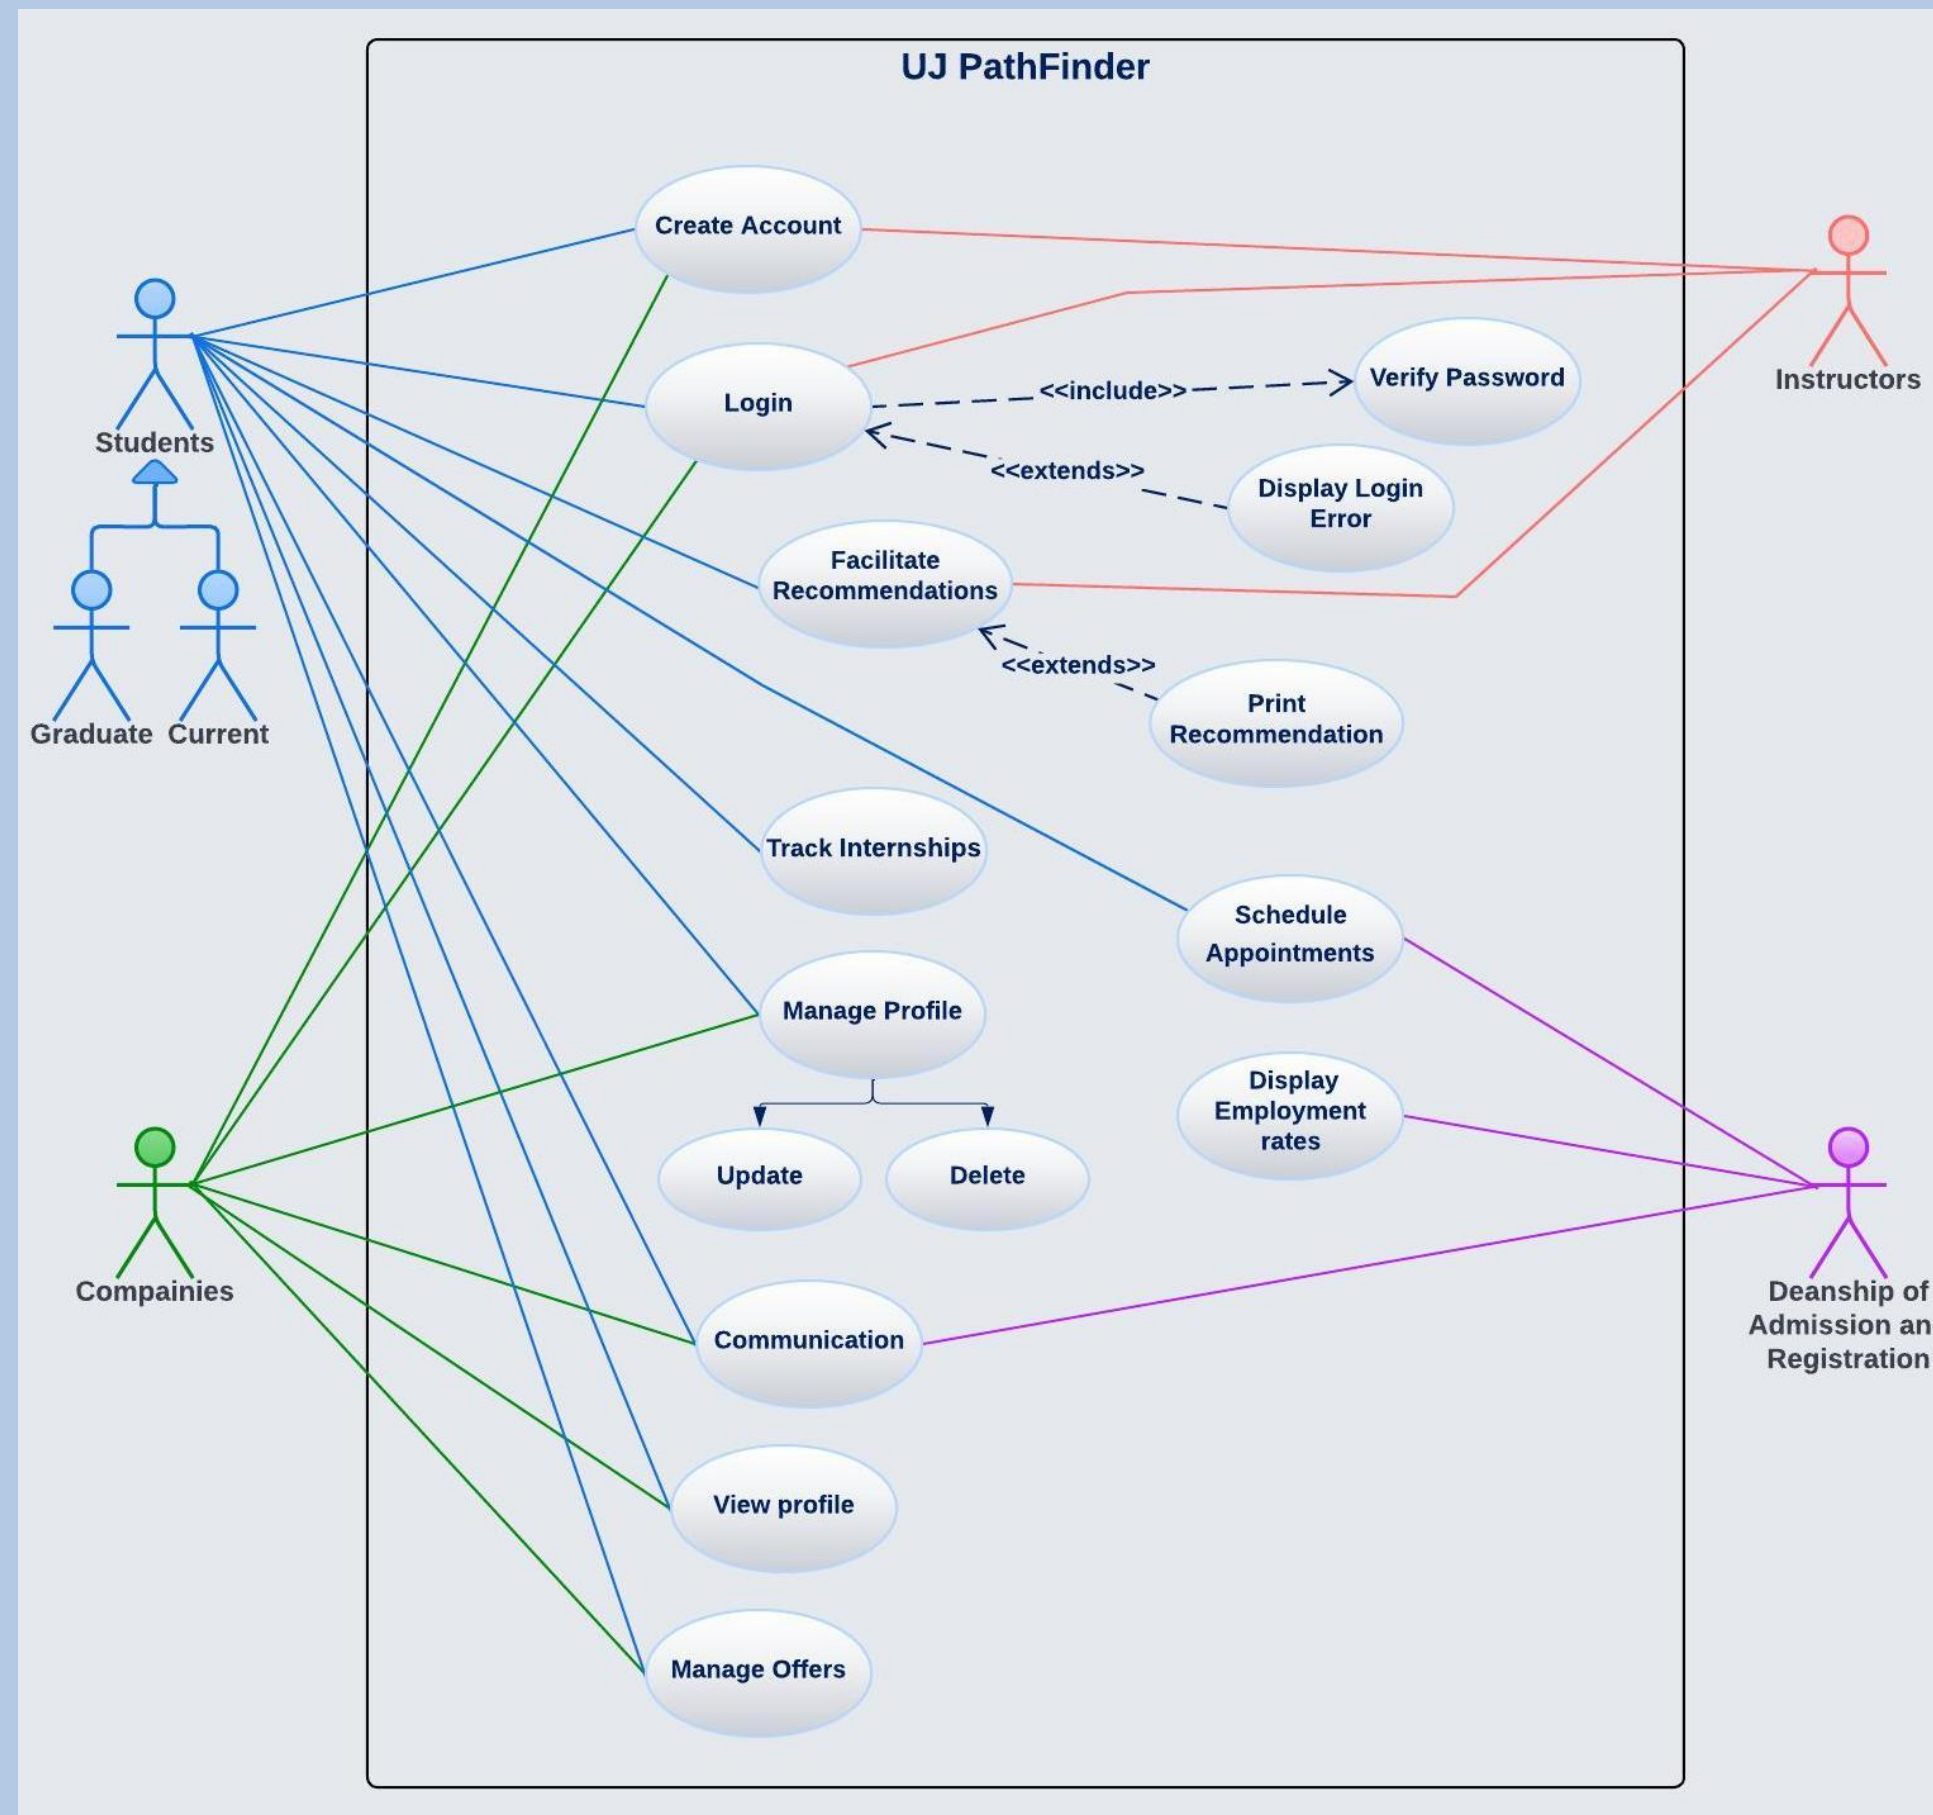 UJ PathFinder
Create Account
Students
Instructors
Login
<<include>>
Verify Password
<<extends>>
Display Login
Error
Facilitate
Recommendations
<<extends>>
Print
Recommendation
Graduate
Current
Track Internships
Schedule
Appointments
Manage Profile
Display
Employment
rates
Update
Delete
Compainies
Deanship of
Admission an
Registration
Communication
View profile
Manage Offers